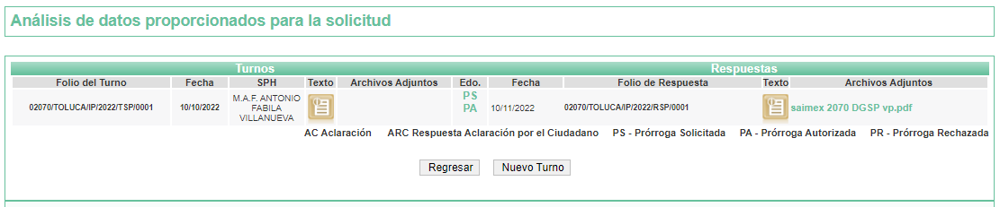 Análisis de datos proporcionados para la solicitud
Turnos Respuestas
Folio del Turno Fecha SPH Texto Archivos Adjuntos Edo. Fecha Folio de Respuesta Texto Archivos Adjuntos
02070/TOLUCA/IP/2022/TSP/0001 10/10/2022 M.A.F. ANTONIO FABILA VILLANUEVA PS PA 10/11/2022 02070/TOLUCA/IP/2022/RSP/0001 saimex 2070 DGSP vp.pdf
AC Aclaración ARC Respuesta Aclaración por el Ciudadano PS - Prórroga Solicitada PA - Prórroga Autorizada PR - Prórroga Rechazada
Regresar Nuevo Turno